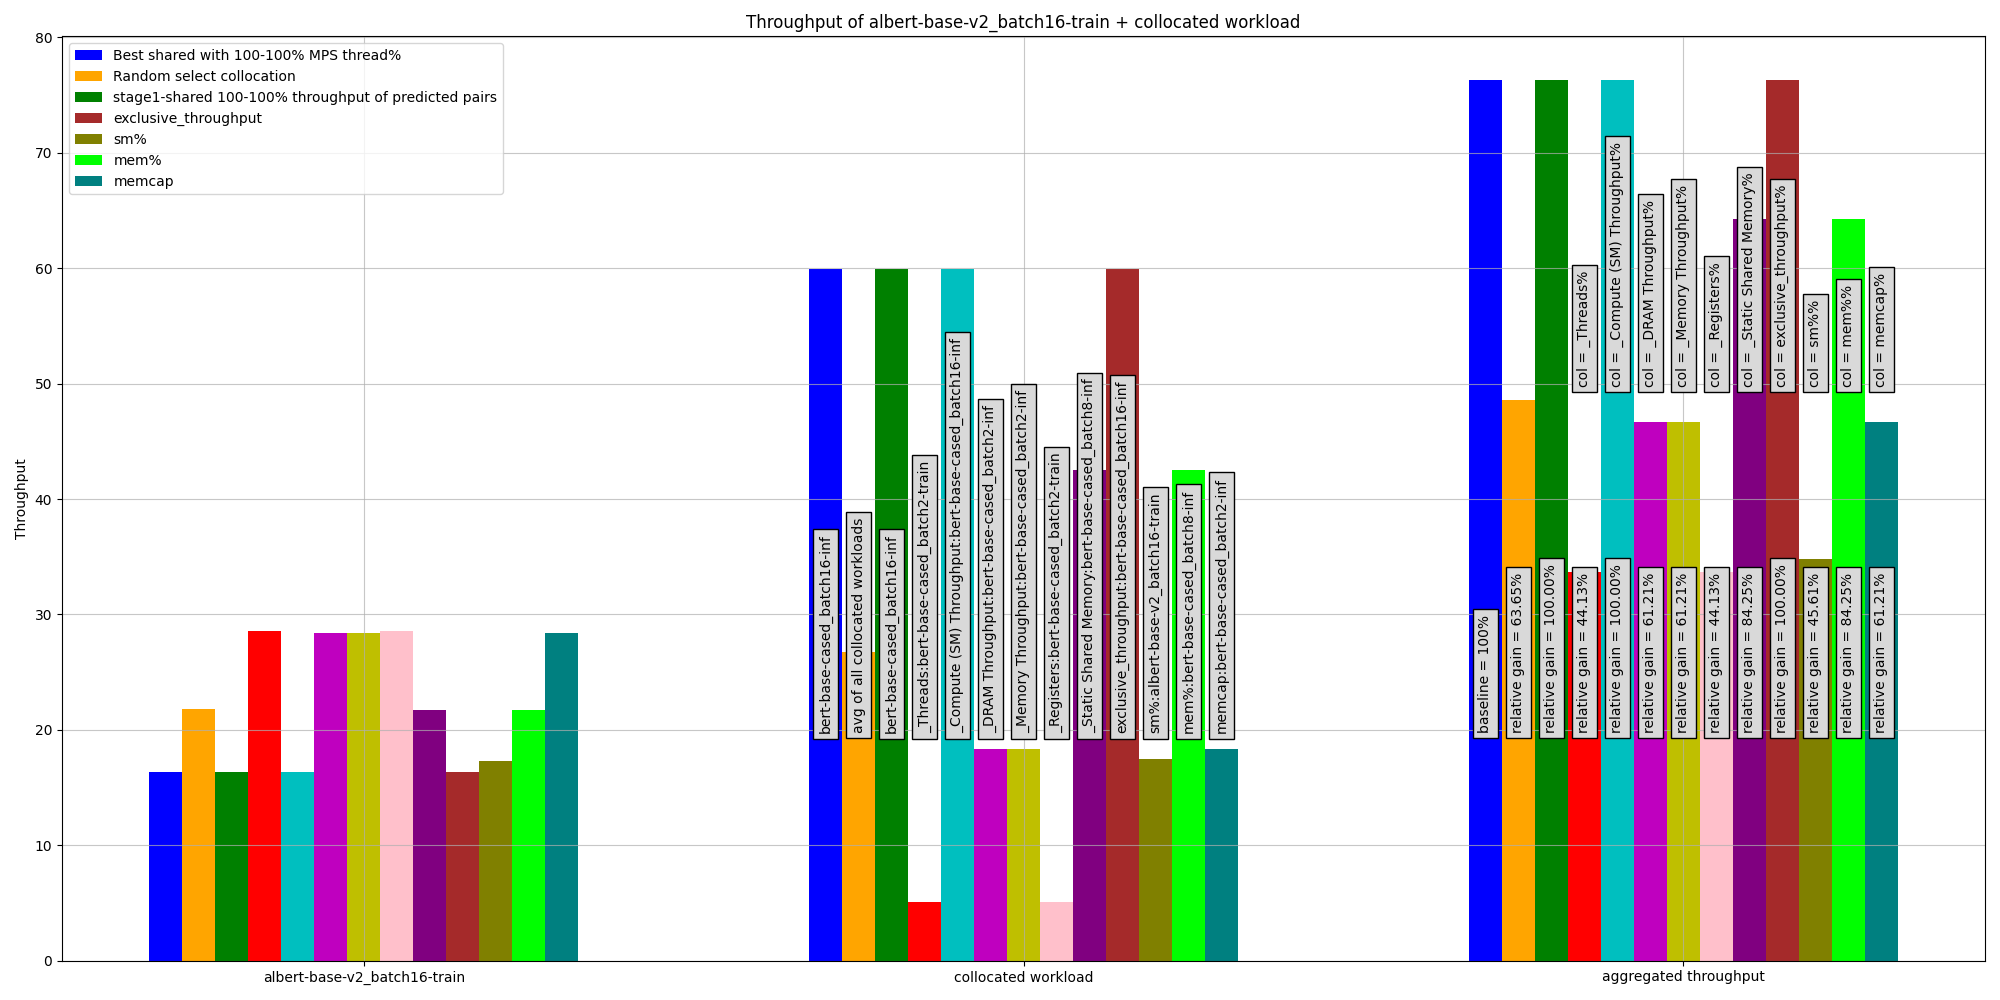 Throughput of albert-base-v2_batch16-train + collocated workload
Best shared with 100-100% MPS thread%
Random select collocation
stage1-shared 100-100% throughput of predicted pairs
exclusive_throughput
sm%
mem%
memcap
Throughput
80
70
60
50
40
30
20
10
0
bert-base-cased_batch16-inf
avg of all collocated workloads
bert-base-cased_batch16-inf
_Threads:bert-base-cased_batch2-train
_Compute (SM) Throughput:bert-base-cased_batch16-inf
_DRAM Throughput:bert-base-cased_batch2-inf
_Memory Throughput:bert-base-cased_batch2-inf
_Registers:bert-base-cased_batch2-train
_Static Shared Memory:bert-base-cased_batch8-inf
exclusive_throughput:bert-base-cased_batch16-inf
sm%:albert-base-v2_batch16-train
mem%:bert-base-cased_batch8-inf
memcap:bert-base-cased_batch2-inf
col = _Threads%
col = _Compute (SM) Throughput%
col = _DRAM Throughput%
col = _Memory Throughput%
col = _Registers%
col = _Static Shared Memory%
col = exclusive_throughput%
col = sm%%
col = mem%%
col = memcap%
baseline = 100%
relative gain = 63.65%
relative gain = 100.00%
relative gain = 44.13%
relative gain = 100.00%
relative gain = 61.21%
relative gain = 61.21%
relative gain = 44.13%
relative gain = 84.25%
relative gain = 100.00%
relative gain = 45.61%
relative gain = 84.25%
relative gain = 61.21%
albert-base-v2_batch16-train
collocated workload
aggregated throughput